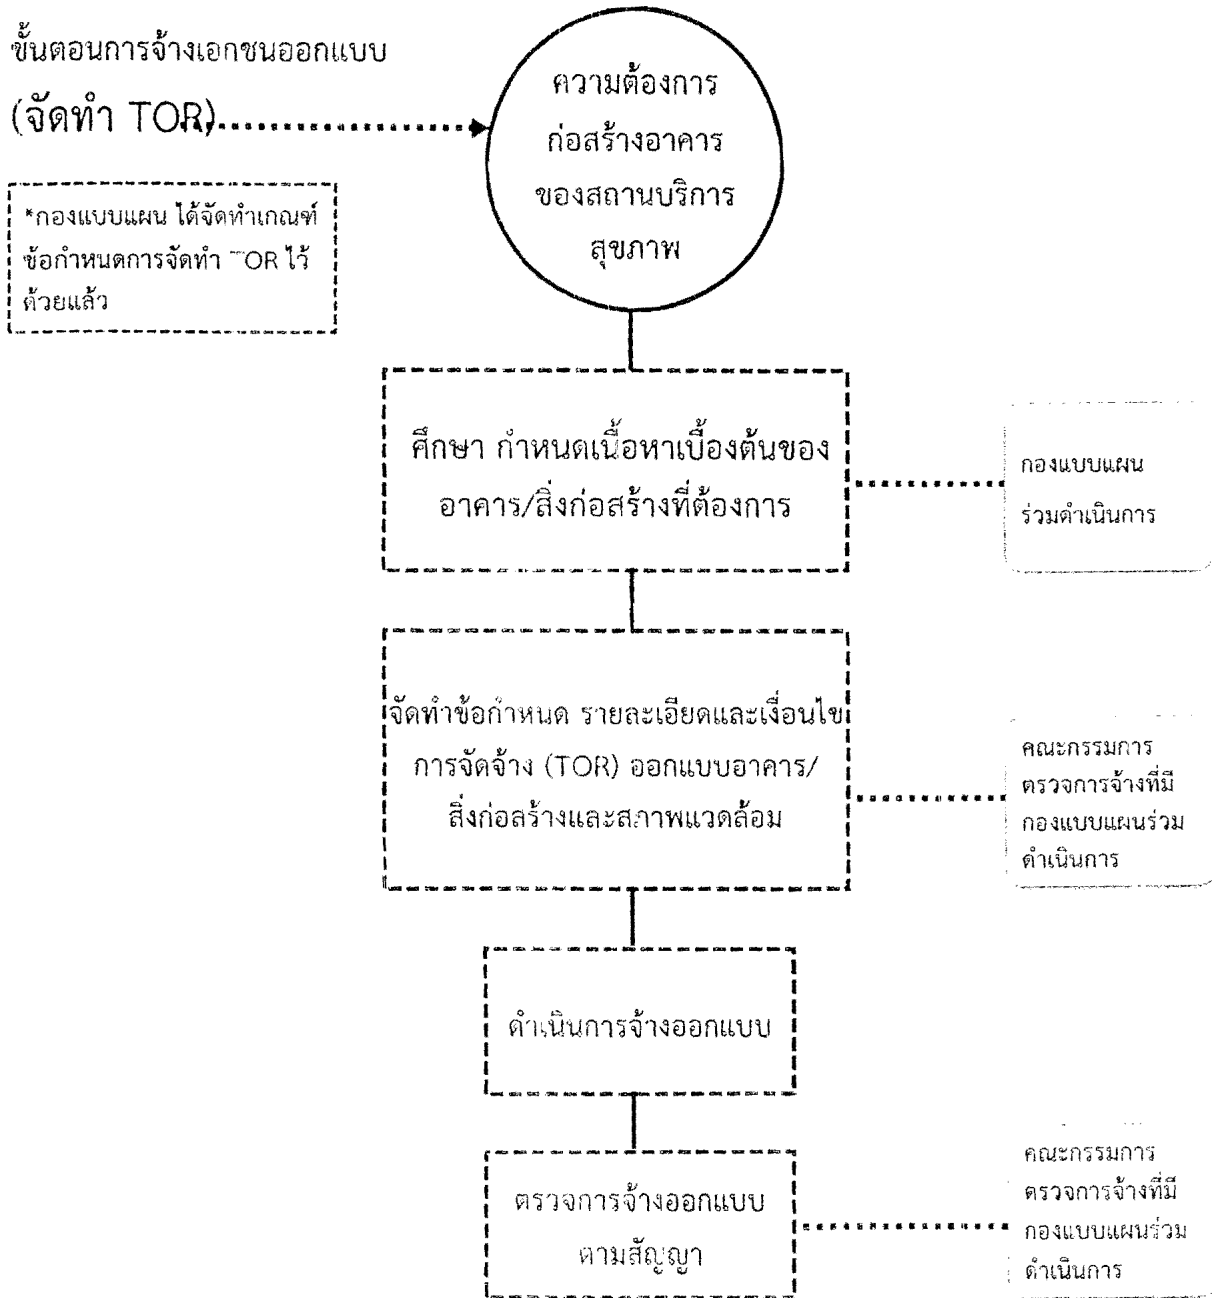 ขั้นตอนการจ้างเอกชนออกแบบ
(จัดทำ TOR)
*กองแบบแผน ได้จัดทำเกณฑ์
ข้อกำหนดการจัดทำ TOR ไว้
ด้วยแล้ว
ความต้องการ
ก่อสร้างอาคาร
ของสถานบริการ
สุขภาพ
ศึกษา กำหนดเนื้อหาเบื้องต้นของ
อาคาร/สิ่งก่อสร้างที่ต้องการ
กองแบบแผน
ร่วมดำเนินการ
จัดทำข้อกำหนด รายละเอียดและเงื่อนไข
การจัดจ้าง (TOR) ออกแบบอาคาร/
สิ่งก่อสร้างและสภาพแวดล้อม
คณะกรรมการ
ตรวจการจ้างที่มี
กองแบบแผนร่วม
ดำเนินการ
ดำเนินการจ้างออกแบบ
ตรวจการจ้างออกแบบ
ตามสัญญา
คณะกรรมการ
ตรวจการจ้างที่มี
กองแบบแผนร่วม
ดำเนินการ